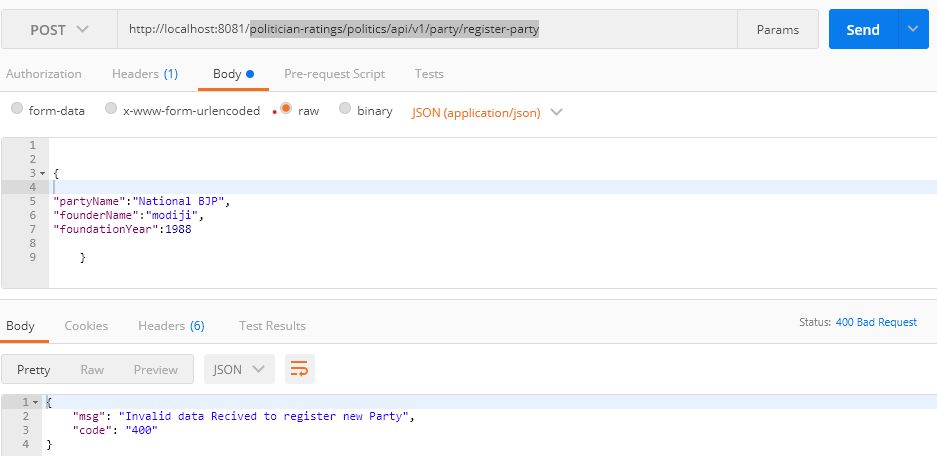 POST http://localhost:8081/politician-ratings/politics/api/v1/party/register-party Params Send
Authorization Headers (1) Body Pre-request Script Tests
form-data x-www-form-urlencoded raw binary JSON (application/json)
1
2
3 {
4
5 "partyName":"National BJP",
6 "founderName":"modiji",
7 "foundationYear":1988
8
9 }
Body Cookies Headers (6) Test Results Status: 400 Bad Request
Pretty Raw Preview JSON
1 {
2 "msg": "Invalid data Recived to register new Party",
3 "code": "400"
4 }